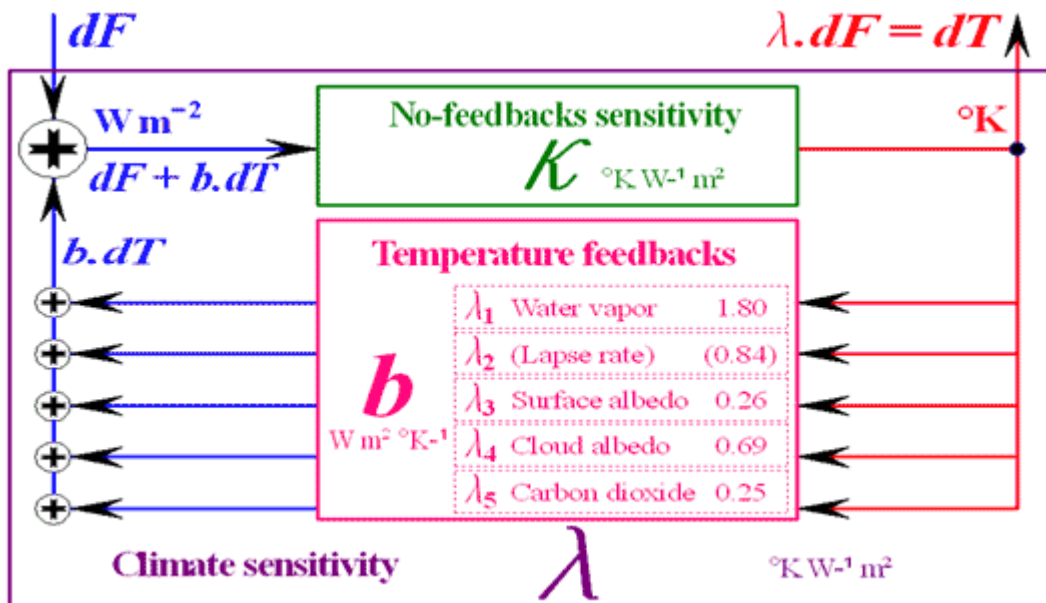 dF
λ.dF = dT
W m⁻²
No-feedbacks sensitivity
°K
dF + b.dT
K °K W-¹ m²
b.dT
Temperature feedbacks
λ₁ Water vapor 1.80
λ₂ (Lapse rate) (0.84)
b
λ₃ Surface albedo 0.26
W m² °K-¹
λ₄ Cloud albedo 0.69
λ₅ Carbon dioxide 0.25
Climate sensitivity λ °K W-¹ m²